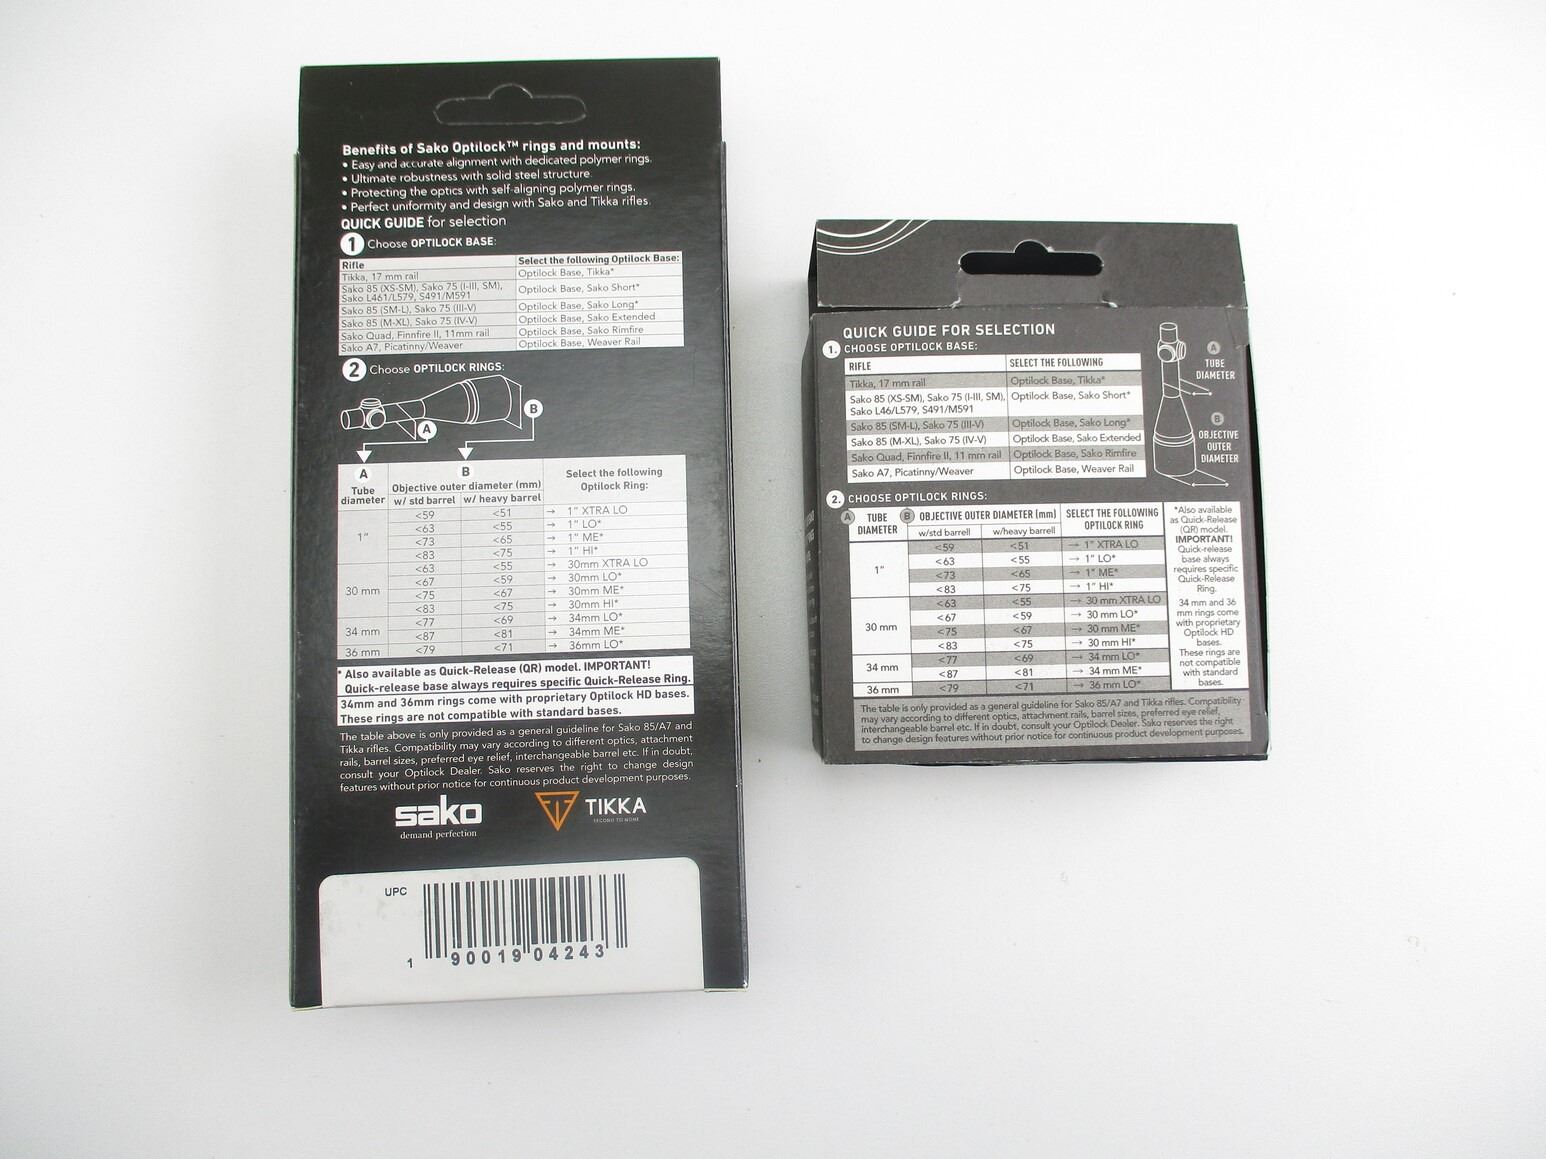 Benefits of Sako Optilock™ rings and mounts:
• Easy and accurate alignment with dedicated polymer rings.
• Ultimate robustness with solid steel structure.
• Protecting the optics with self-aligning polymer rings.
• Perfect uniformity and design with Sako and Tikka rifles.
QUICK GUIDE for selection
1 Choose OPTILOCK BASE:
Rifle Select the following Optilock Base:
Tikka, 17 mm rail Optilock Base, Tikka*
Sako 85 (XS-SM), Sako 75 (I-III, SM),
Sako L461/L579, S491/M591 Optilock Base, Sako Short*
Sako 85 (SM-L), Sako 75 (III-V) Optilock Base, Sako Long*
Sako 85 (M-XL), Sako 75 (IV-V) Optilock Base, Sako Extended
Sako Quad, Finnfire II, 11mm rail Optilock Base, Sako Rimfire
Sako A7, Picatinny/Weaver Optilock Base, Weaver Rail
2 Choose OPTILOCK RINGS:
B
A
A B
Tube diameter Objective outer diameter (mm) Select the following Optilock Ring:
w/ std barrel w/ heavy barrel
1" <59 <51 → 1" XTRA LO
<63 <55 → 1" LO*
<73 <65 → 1" ME*
<83 <75 → 1" HI*
30 mm <63 <55 → 30mm XTRA LO
<67 <59 → 30mm LO*
<75 <67 → 30mm ME*
<83 <75 → 30mm HI*
34 mm <77 <69 → 34mm LO*
<87 <81 → 34mm ME*
36 mm <79 <71 → 36mm LO*
* Also available as Quick-Release (QR) model. IMPORTANT!
Quick-release base always requires specific Quick-Release Ring.
34mm and 36mm rings come with proprietary Optilock HD bases.
These rings are not compatible with standard bases.
The table above is only provided as a general guideline for Sako 85/A7 and
Tikka rifles. Compatibility may vary according to different optics, attachment
rails, barrel sizes, preferred eye relief, interchangeable barrel etc. If in doubt,
consult your Optilock Dealer. Sako reserves the right to change design
features without prior notice for continuous product development purposes.
sako
demand perfection
TIKKA
SECOND TO NONE
UPC
1 90019 04243
QUICK GUIDE FOR SELECTION
1. CHOOSE OPTILOCK BASE:
RIFLE SELECT THE FOLLOWING
Tikka, 17 mm rail Optilock Base, Tikka*
Sako 85 (XS-SM), Sako 75 (I-III, SM), Optilock Base, Sako Short*
Sako L46/L579, S491/M591
Sako 85 (SM-L), Sako 75 (III-V) Optilock Base, Sako Long*
Sako 85 (M-XL), Sako 75 (IV-V) Optilock Base, Sako Extended
Sako Quad, Finnfire II, 11 mm rail Optilock Base, Sako Rimfire
Sako A7, Picatinny/Weaver Optilock Base, Weaver Rail
A
TUBE
DIAMETER
B
OBJECTIVE
OUTER
DIAMETER
2. CHOOSE OPTILOCK RINGS:
A TUBE DIAMETER B OBJECTIVE OUTER DIAMETER (mm) SELECT THE FOLLOWING OPTILOCK RING
w/std barrell w/heavy barrell
1" <59 <51 → 1" XTRA LO
<63 <55 → 1" LO*
<73 <65 → 1" ME*
<83 <75 → 1" HI*
30 mm <63 <55 → 30 mm XTRA LO
<67 <59 → 30 mm LO*
<75 <67 → 30 mm ME*
<83 <75 → 30 mm HI*
34 mm <77 <69 → 34 mm LO*
<87 <81 → 34 mm ME*
36 mm <79 <71 → 36 mm LO*
*Also available
as Quick-Release
(QR) model.
IMPORTANT!
Quick-release
base always
requires specific
Quick-Release
Ring.
34 mm and 36
mm rings come
with proprietary
Optilock HD
bases.
These rings are
not compatible
with standard
bases.
The table is only provided as a general guideline for Sako 85/A7 and Tikka rifles. Compatibility
may vary according to different optics, attachment rails, barrel sizes, preferred eye relief,
interchangeable barrel etc. If in doubt, consult your Optilock Dealer. Sako reserves the right
to change design features without prior notice for continuous product development purposes.